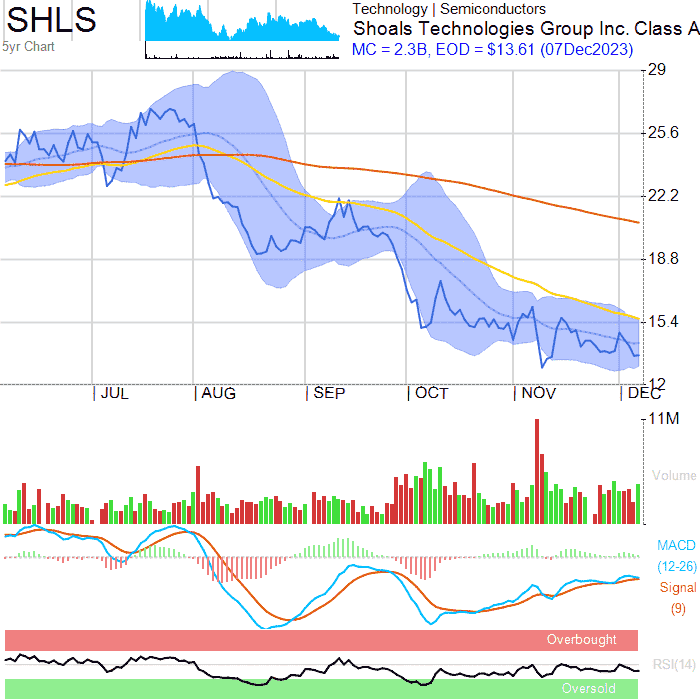 SHLS
5yr Chart
Technology | Semiconductors
Shoals Technologies Group Inc. Class A
MC = 2.3B, EOD = $13.61 (07Dec2023)
29
25.6
22.2
18.8
15.4
12
JUL AUG SEP OCT NOV DEC
11M
Volume
MACD
(12-26)
Signal
(9)
Overbought
RSI(14)
Oversold